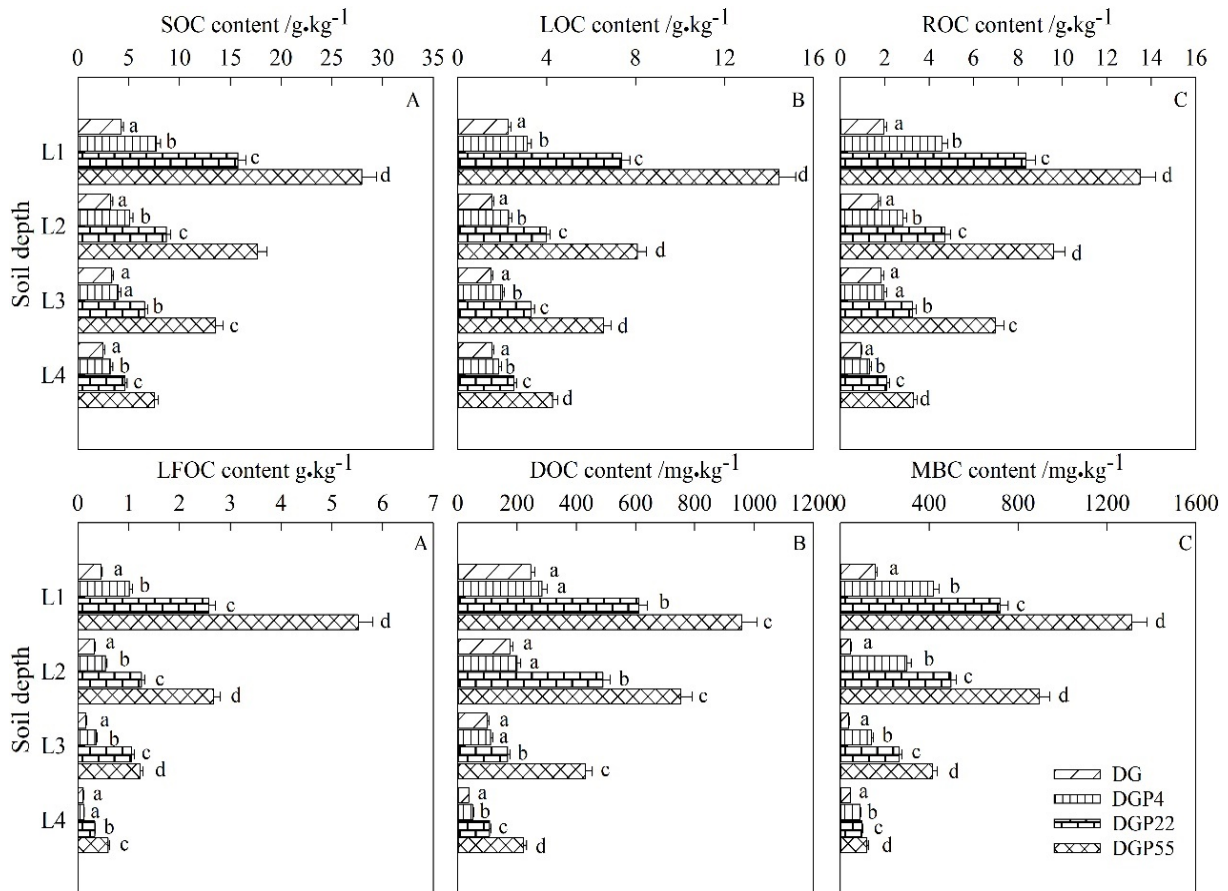 SOC content /g•kg-1 LOC content /g•kg-1 ROC content /g•kg-1
0 5 10 15 20 25 30 35 0 4 8 12 16 0 2 4 6 8 10 12 14 16
A B C
Soil depth
L1 a b c d a b c d a b c d
L2 a b c a b c d a b c d
L3 a a b c a b c d a a b c
L4 a b c a b c d a b c d
LFOC content g•kg-1 DOC content /mg•kg-1 MBC content /mg•kg-1
0 1 2 3 4 5 6 7 0 200 400 600 800 1000 1200 0 400 800 1200 1600
A B C
Soil depth
L1 a b c d a a b c a b c d
L2 a b c d a a b c a b c d
L3 a b c d a a b c a b c d
L4 a a b c a b c d a b c d
DG
DGP4
DGP22
DGP55